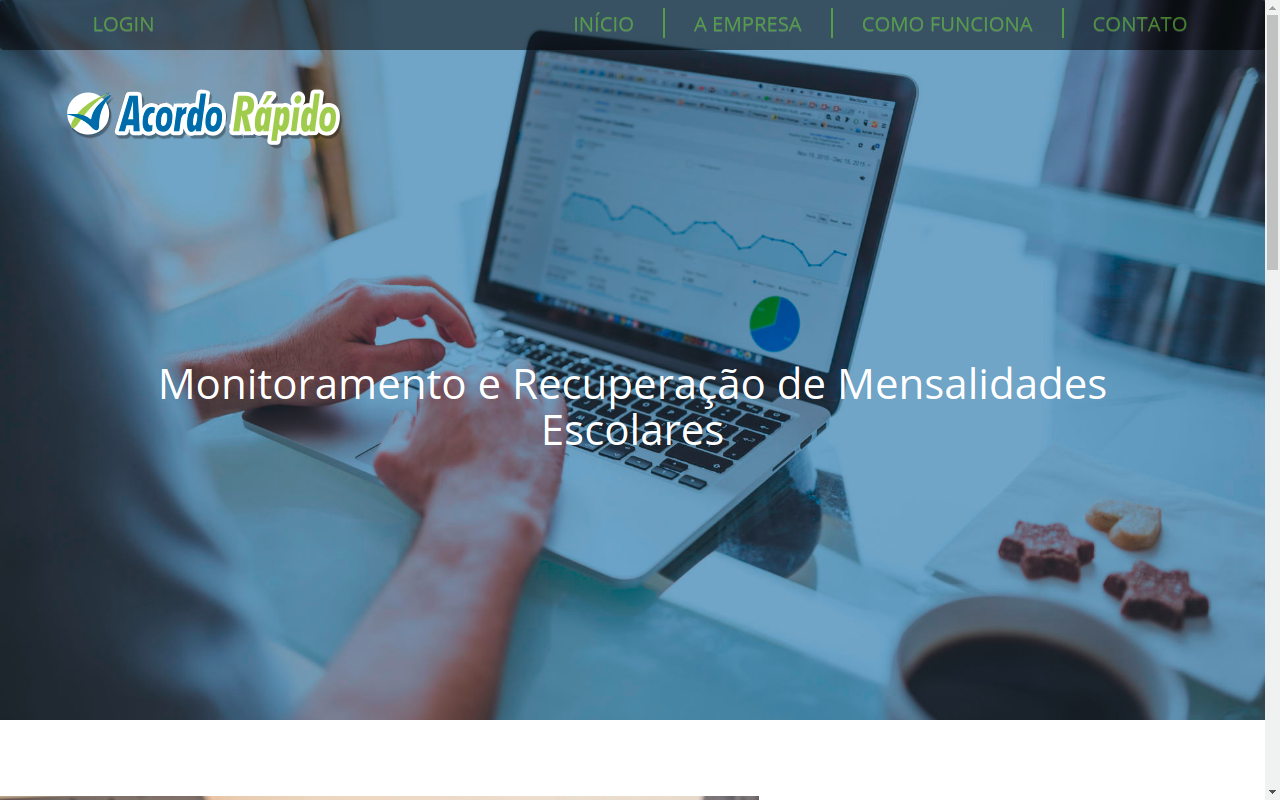 LOGIN
INÍCIO
A EMPRESA
COMO FUNCIONA
CONTATO
Acordo Rápido
Monitoramento e Recuperação de Mensalidades
Escolares